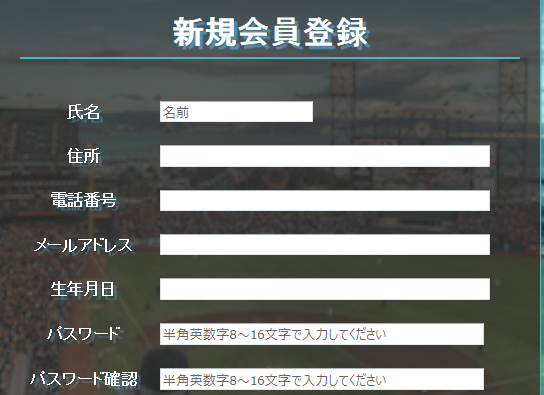 新規会員登録
氏名 名前
住所
電話番号
メールアドレス
生年月日
パスワード 半角英数字8～16文字で入力してください
パスワード確認 半角英数字8～16文字で入力してください